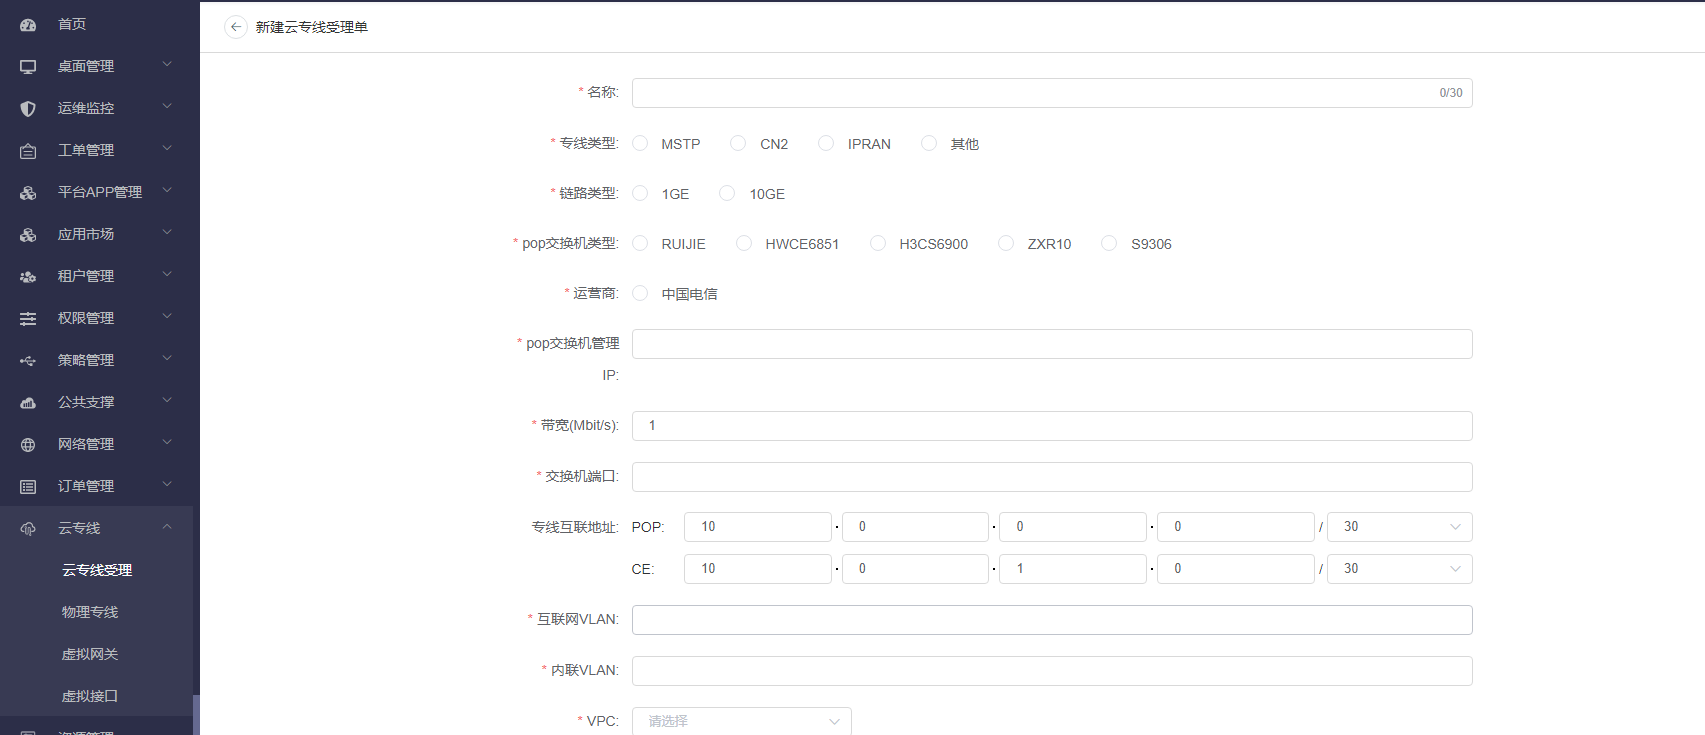 首页
桌面管理
运维监控
工单管理
平台APP管理
应用市场
租户管理
权限管理
策略管理
公共支撑
网络管理
订单管理
云专线
云专线受理
物理专线
虚拟网关
虚拟接口
资源管理
新建云专线受理单
* 名称: 0/30
* 专线类型: MSTP CN2 IPRAN 其他
* 链路类型: 1GE 10GE
* pop交换机类型: RUIJIE HWCE6851 H3CS6900 ZXR10 S9306
* 运营商: 中国电信
* pop交换机管理
IP:
* 带宽(Mbit/s): 1
* 交换机端口:
专线互联地址: POP: 10 · 0 · 0 · 0 / 30
CE: 10 · 0 · 1 · 0 / 30
* 互联网VLAN:
* 内联VLAN:
* VPC: 请选择